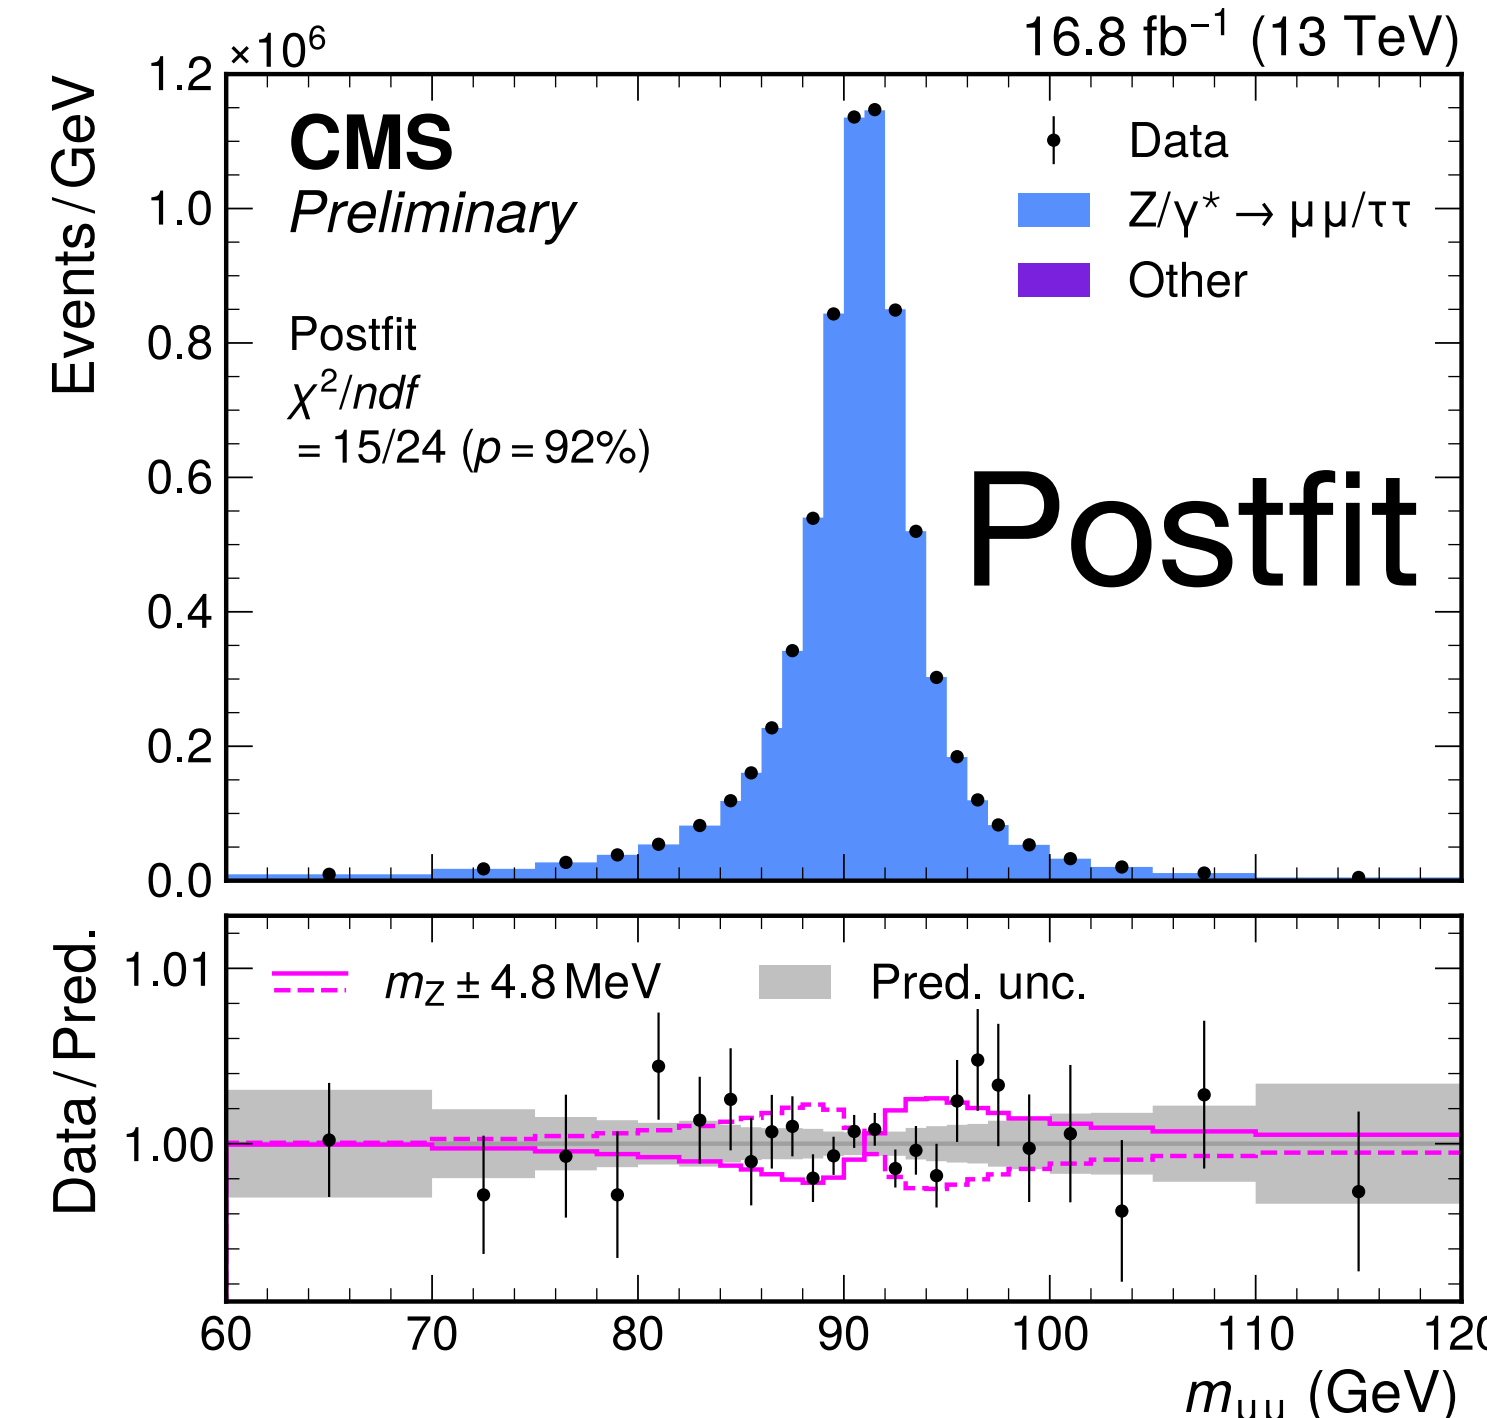 16.8 fb⁻¹ (13 TeV)
×10⁶
Events / GeV
1.2
1.0
0.8
0.6
0.4
0.2
0.0
CMS
Preliminary
Postfit
χ²/ndf
= 15/24 (p = 92%)
Data
Z/γ* → μμ/ττ
Other
Postfit
Data / Pred.
1.01
1.00
m_Z ± 4.8 MeV
Pred. unc.
60 70 80 90 100 110 120
m_μμ (GeV)